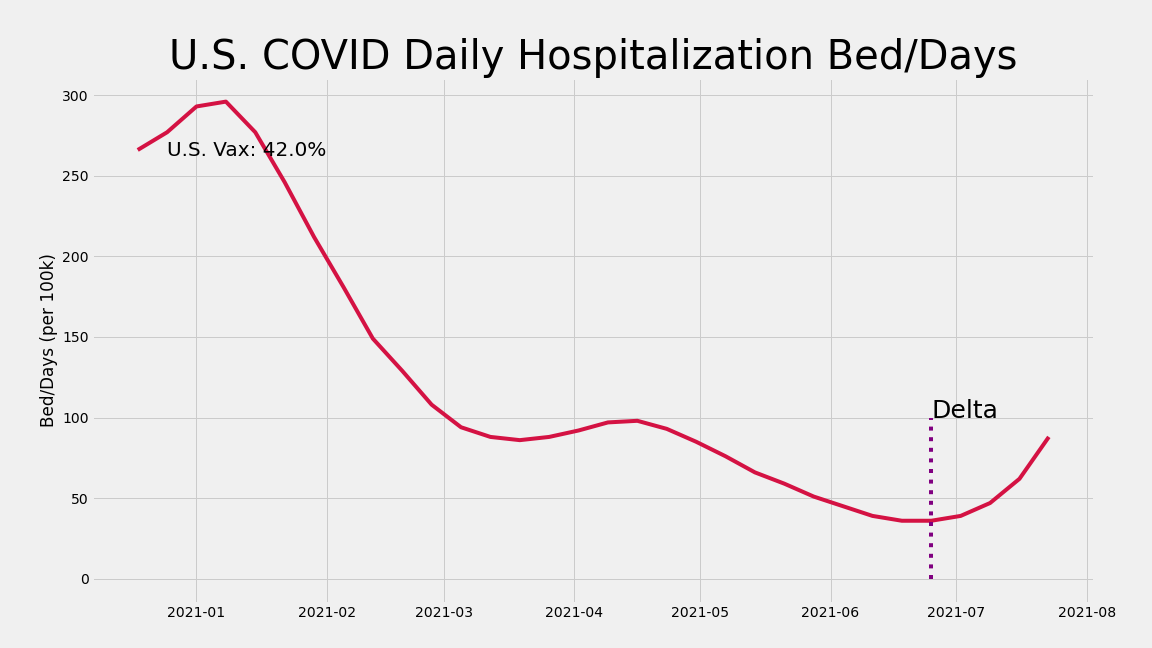 U.S. COVID Daily Hospitalization Bed/Days
300
U.S. Vax: 42.0%
250
200
Bed/Days (per 100k)
150
100
Delta
50
0
2021-01 2021-02 2021-03 2021-04 2021-05 2021-06 2021-07 2021-08